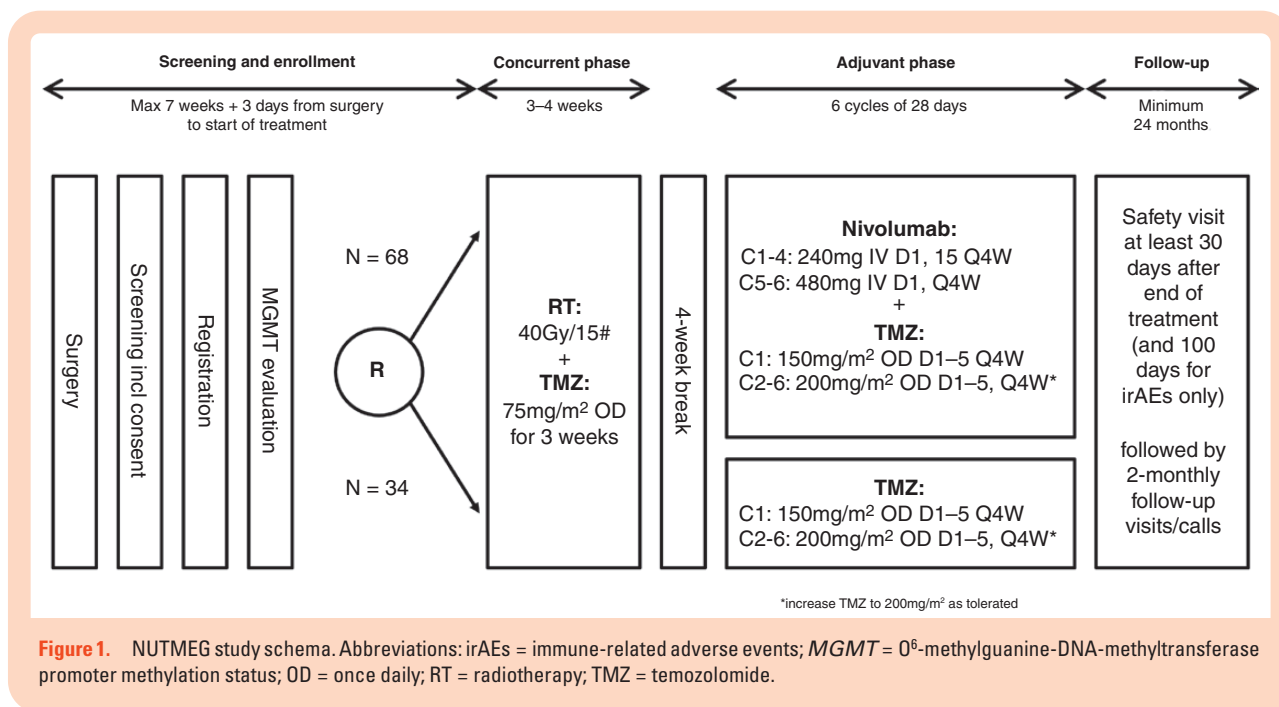 Screening and enrollment
Max 7 weeks + 3 days from surgery
to start of treatment
Concurrent phase
3–4 weeks
Adjuvant phase
6 cycles of 28 days
Follow-up
Minimum
24 months
Surgery
Screening incl consent
Registration
MGMT evaluation
N = 68
R
N = 34
RT:
40Gy/15#
+
TMZ:
75mg/m² OD
for 3 weeks
4-week break
Nivolumab:
C1-4: 240mg IV D1, 15 Q4W
C5-6: 480mg IV D1, Q4W
+
TMZ:
C1: 150mg/m² OD D1–5 Q4W
C2-6: 200mg/m² OD D1–5, Q4W*
TMZ:
C1: 150mg/m² OD D1–5 Q4W
C2-6: 200mg/m² OD D1–5, Q4W*
Safety visit
at least 30
days after
end of
treatment
(and 100
days for
irAEs only)
followed by
2-monthly
follow-up
visits/calls
*increase TMZ to 200mg/m² as tolerated
Figure 1. NUTMEG study schema. Abbreviations: irAEs = immune-related adverse events; MGMT = O⁶-methylguanine-DNA-methyltransferase
promoter methylation status; OD = once daily; RT = radiotherapy; TMZ = temozolomide.